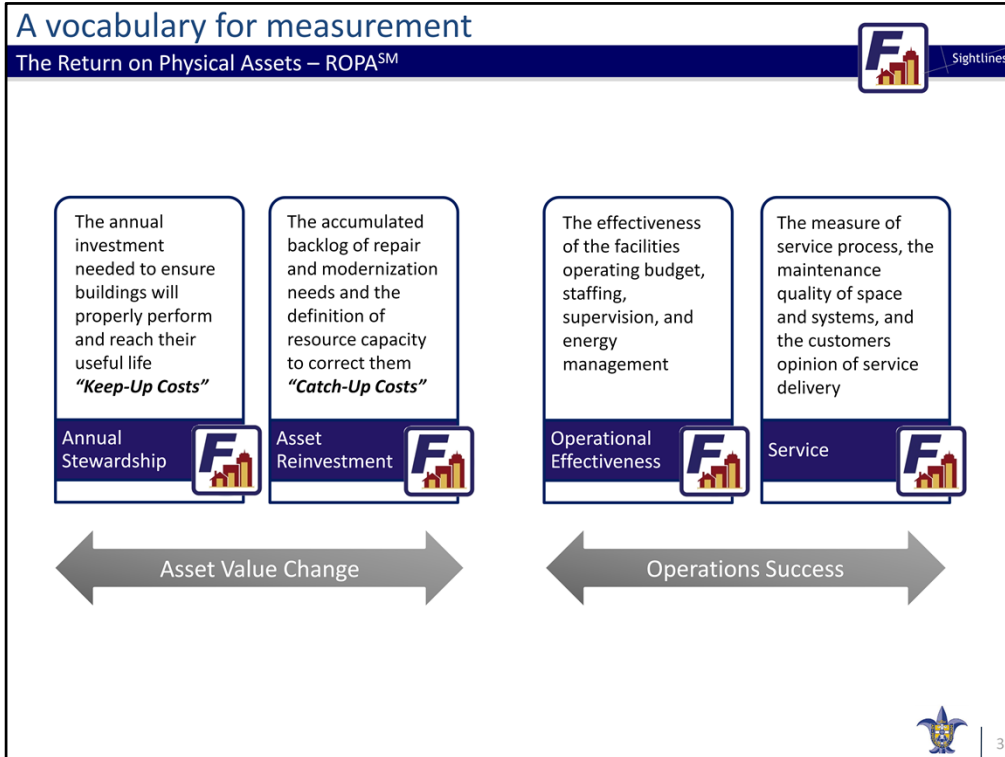 A vocabulary for measurement
The Return on Physical Assets – ROPA℠
F
Sightlines
The annual
investment
needed to ensure
buildings will
properly perform
and reach their
useful life
“Keep-Up Costs”
Annual
Stewardship
F
The accumulated
backlog of repair
and modernization
needs and the
definition of
resource capacity
to correct them
“Catch-Up Costs”
Asset
Reinvestment
F
The effectiveness
of the facilities
operating budget,
staffing,
supervision, and
energy
management
Operational
Effectiveness
F
The measure of
service process, the
maintenance
quality of space
and systems, and
the customers
opinion of service
delivery
Service
F
Asset Value Change
Operations Success
3